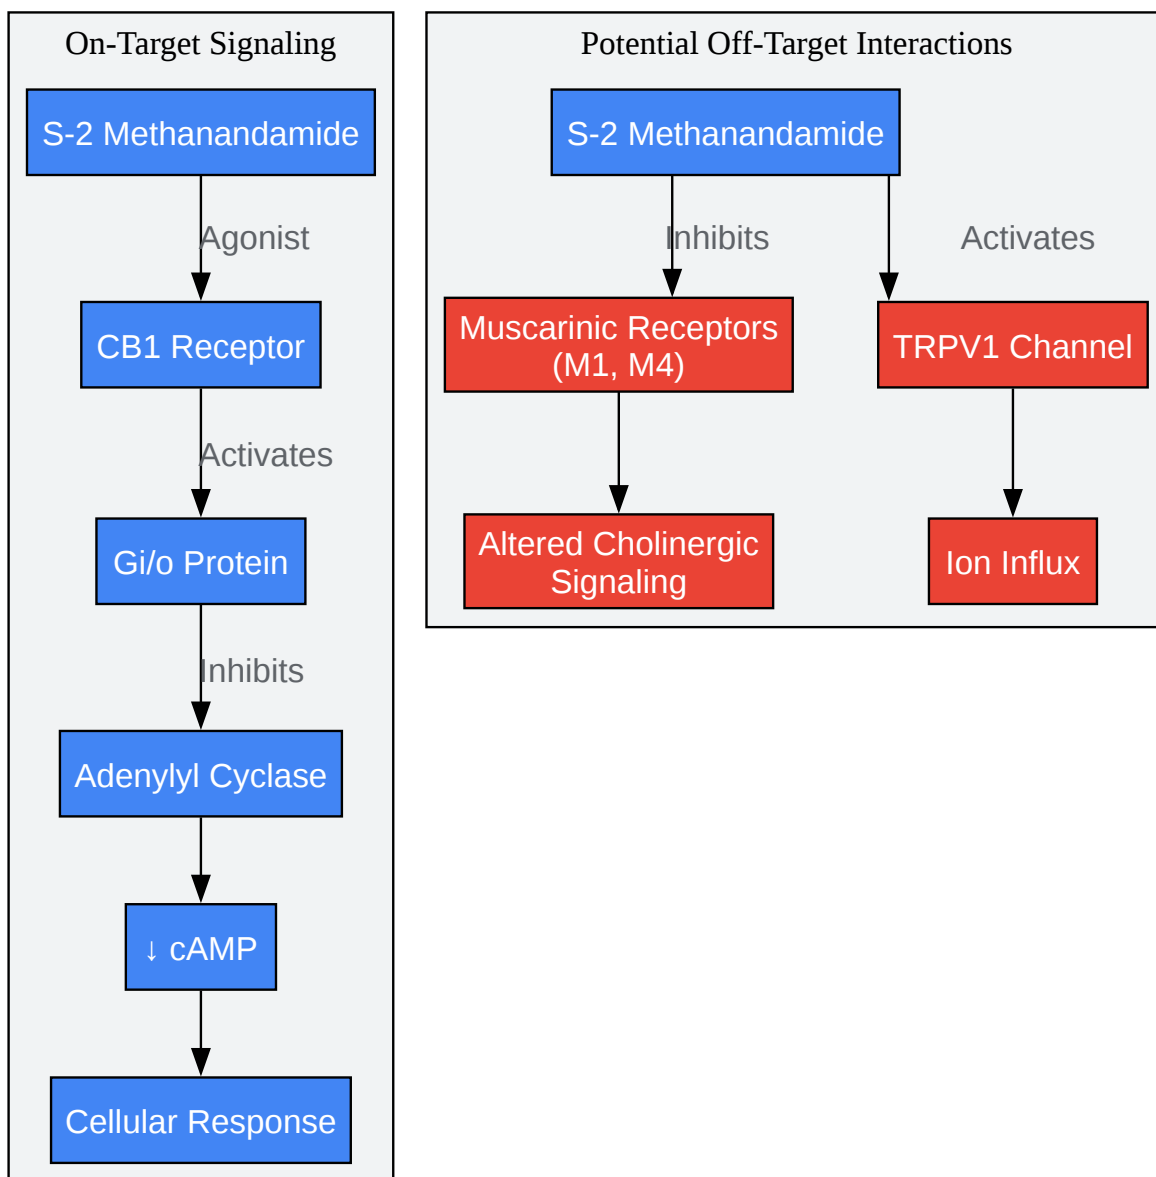 On-Target Signaling
S-2 Methanandamide
Agonist
CB1 Receptor
Activates
Gi/o Protein
Inhibits
Adenylyl Cyclase
↓ cAMP
Cellular Response
Potential Off-Target Interactions
S-2 Methanandamide
Inhibits
Activates
Muscarinic Receptors
(M1, M4)
TRPV1 Channel
Altered Cholinergic
Signaling
Ion Influx